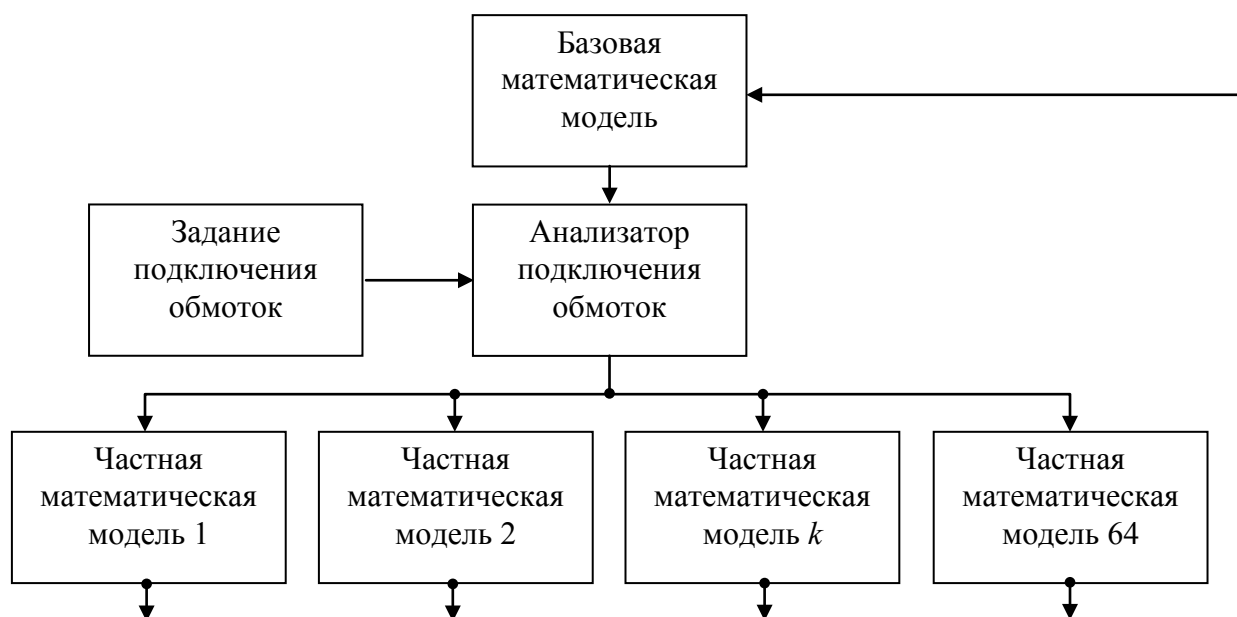 Базовая
математическая
модель
Задание
подключения
обмоток
Анализатор
подключения
обмоток
Частная
математическая
модель 1
Частная
математическая
модель 2
Частная
математическая
модель k
Частная
математическая
модель 64